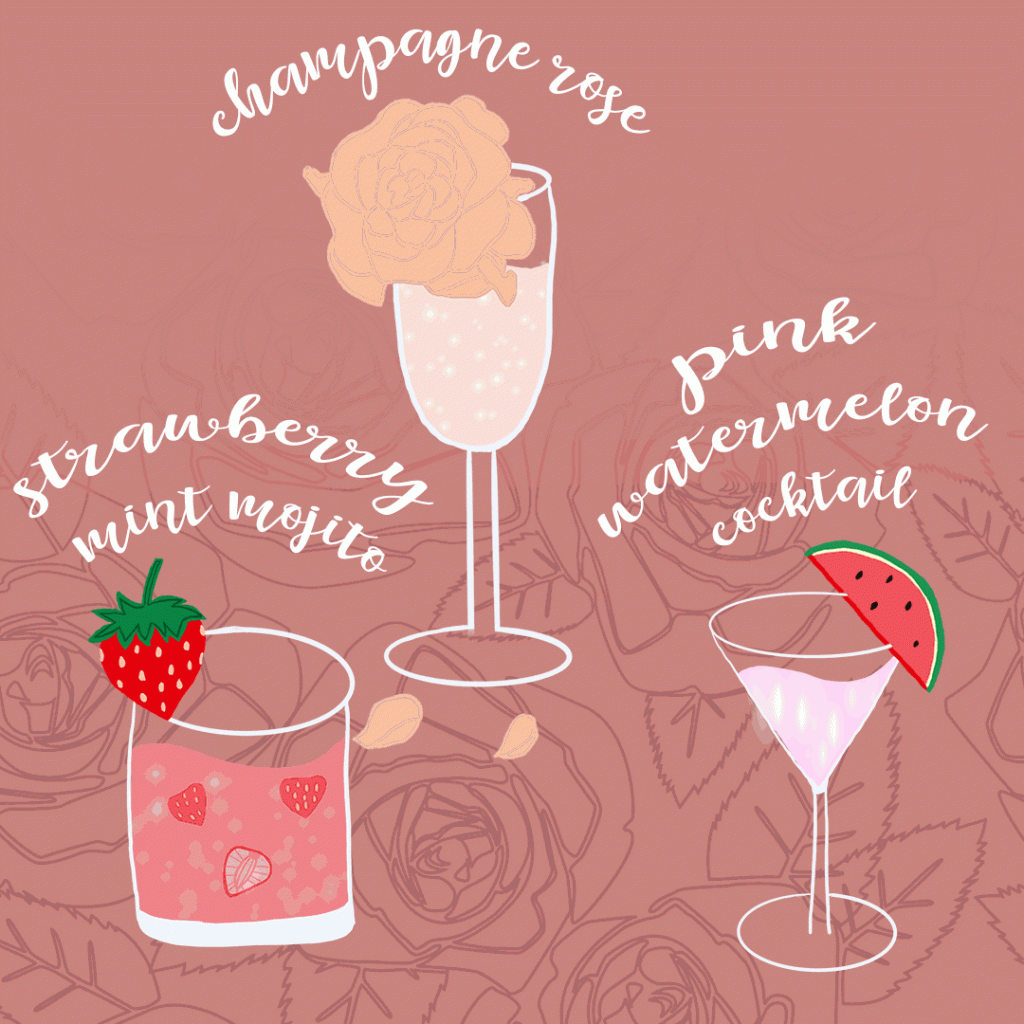 champagne rose
strawberry
mint mojito
pink
watermelon
cocktail